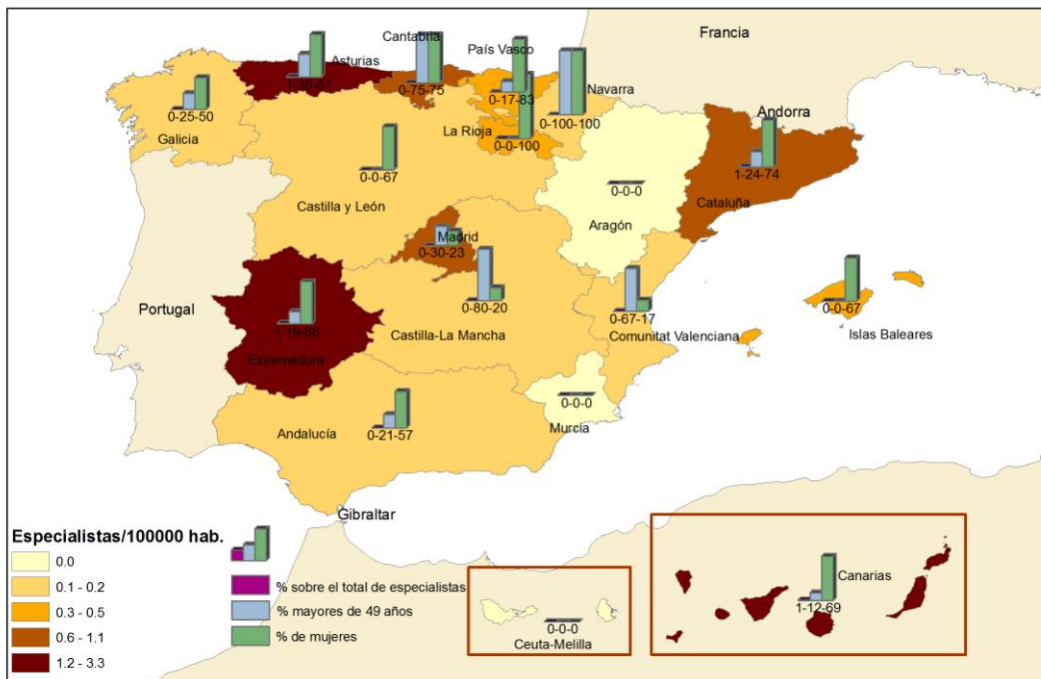 Francia
Cantabria
País Vasco
Asturias
Navarra
1-36-67
0-75-75
0-17-83
0-100-100
Andorra
0-25-50
Galicia
La Rioja
0-0-100
0-0-67
1-24-74
0-0-0
Castilla y León
Cataluña
Aragón
Madrid
0-30-23
Portugal
0-80-20
0-67-17
0-0-67
1-19-66
Castilla-La Mancha
Comunitat Valenciana
Islas Baleares
Extremadura
0-0-0
Murcia
Andalucía
0-21-57
Gibraltar
Especialistas/100000 hab.
0.0
0.1 - 0.2
0.3 - 0.5
0.6 - 1.1
1.2 - 3.3
% sobre el total de especialistas
% mayores de 49 años
% de mujeres
0-0-0
Ceuta-Melilla
Canarias
1-12-69